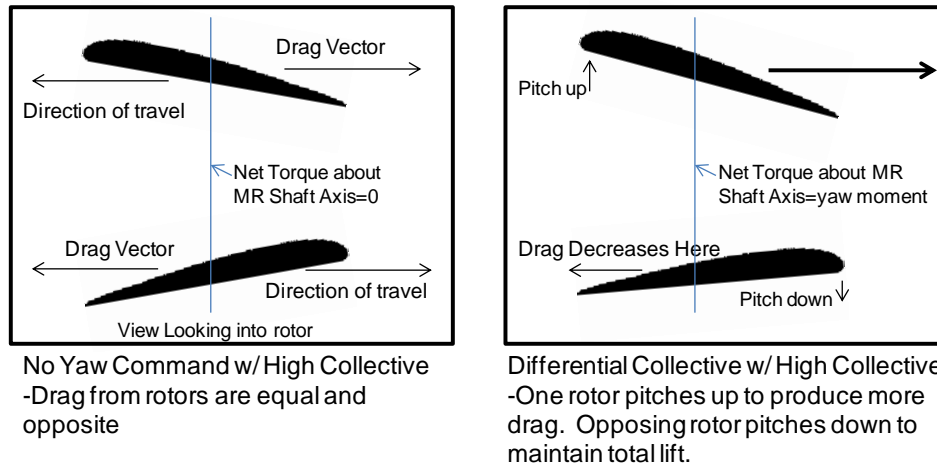 Drag Vector
Direction of travel
Net Torque about
MR Shaft Axis=0
Drag Vector
Direction of travel
View Looking into rotor
No Yaw Command w/ High Collective
-Drag from rotors are equal and
opposite
Pitch up
Net Torque about MR
Shaft Axis=yaw moment
Drag Decreases Here
Pitch down
Differential Collective w/ High Collective
-One rotor pitches up to produce more
drag. Opposing rotor pitches down to
maintain total lift.